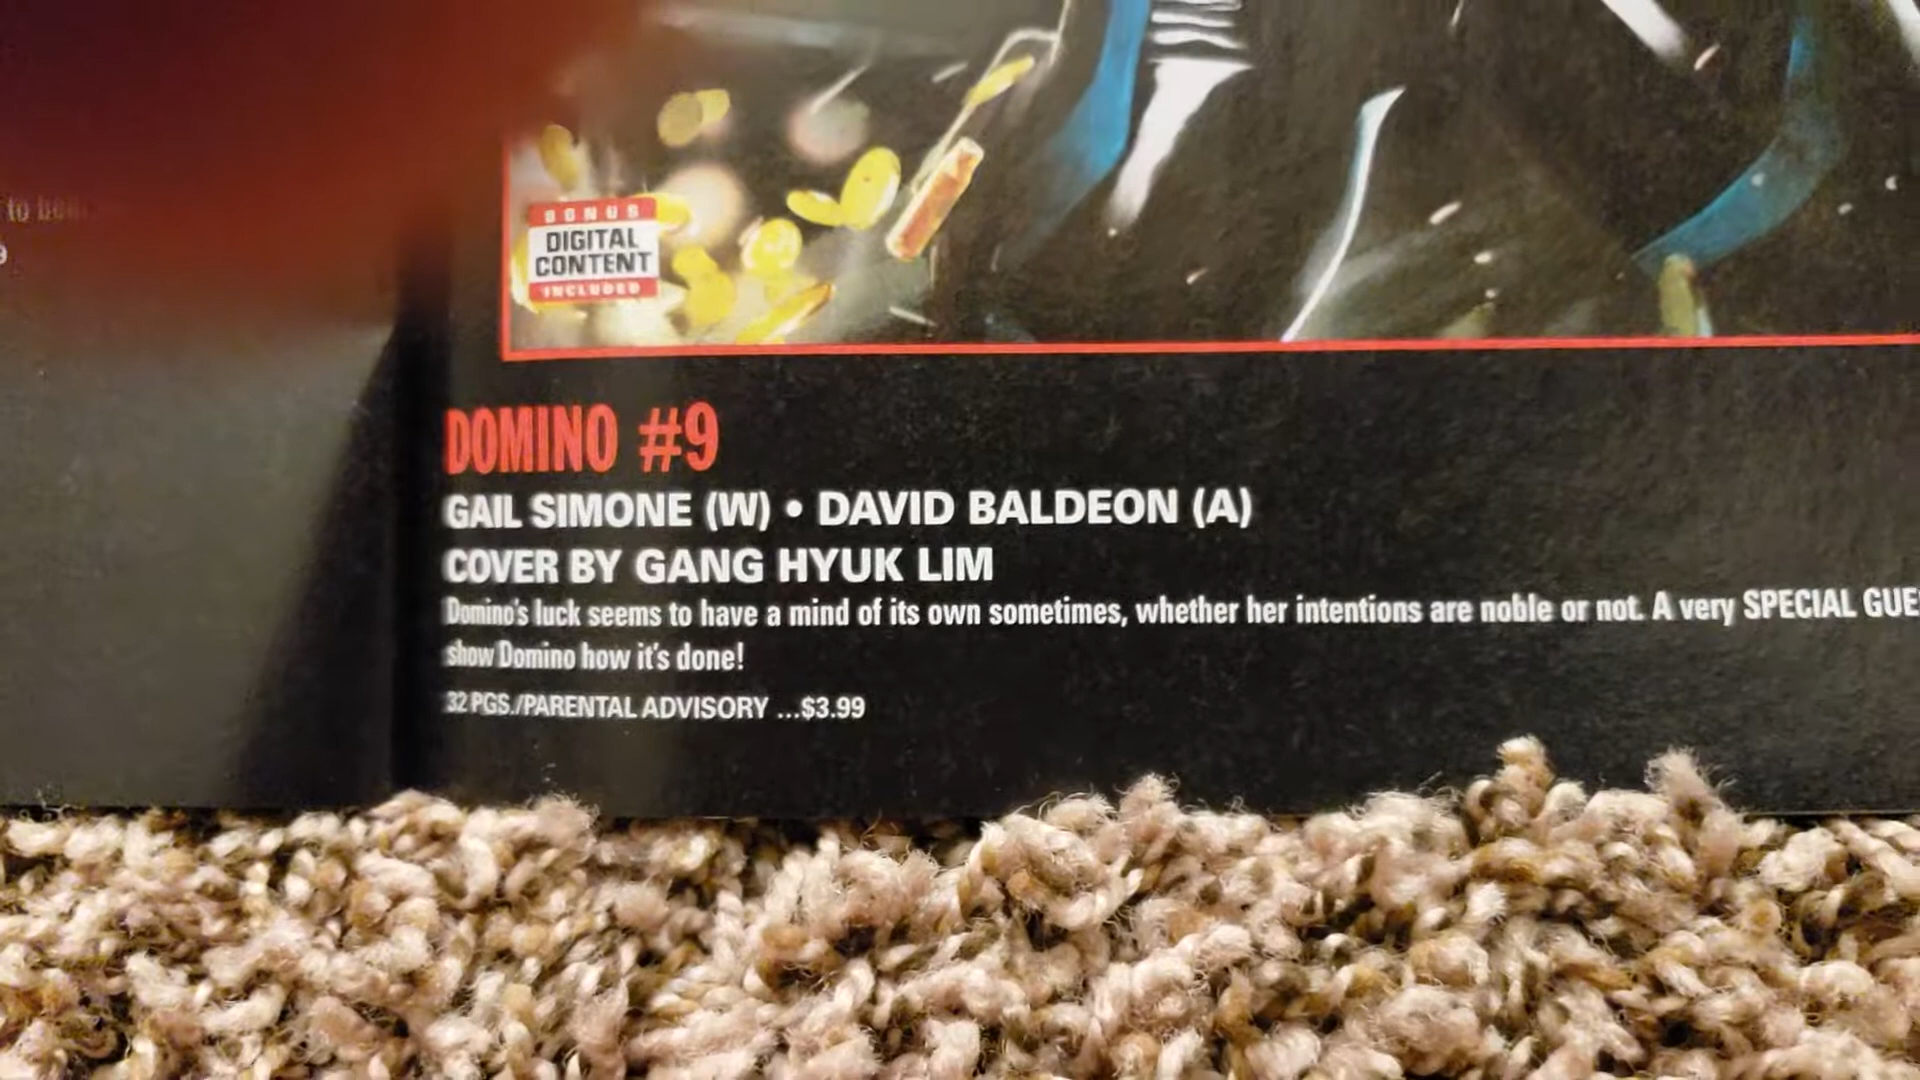 to
9
BONUS
DIGITAL
CONTENT
INCLUDED
DOMINO #9
GAIL SIMONE (W) • DAVID BALDEON (A)
COVER BY GANG HYUK LIM
Domino's luck seems to have a mind of its own sometimes, whether her intentions are noble or not. A very SPECIAL GUE
show Domino how it's done!
32 PGS./PARENTAL ADVISORY ...$3.99